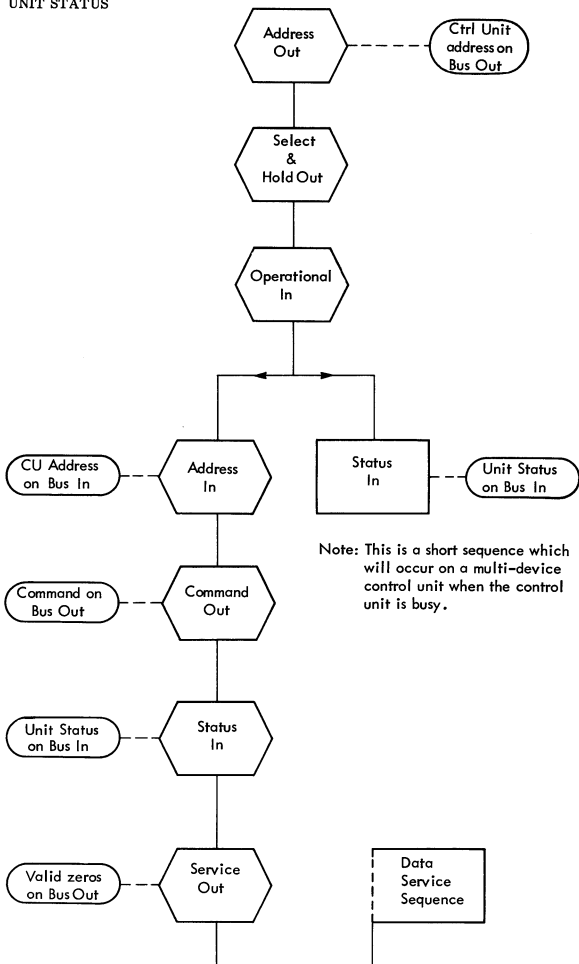 UNIT STATUS
Address
Out
Ctrl Unit
address on
Bus Out
Select
&
Hold Out
Operational
In
CU Address
on Bus In
Address
In
Status
In
Unit Status
on Bus In
Note: This is a short sequence which
will occur on a multi-device
control unit when the control
unit is busy.
Command on
Bus Out
Command
Out
Unit Status
on Bus In
Status
In
Valid zeros
on Bus Out
Service
Out
Data
Service
Sequence